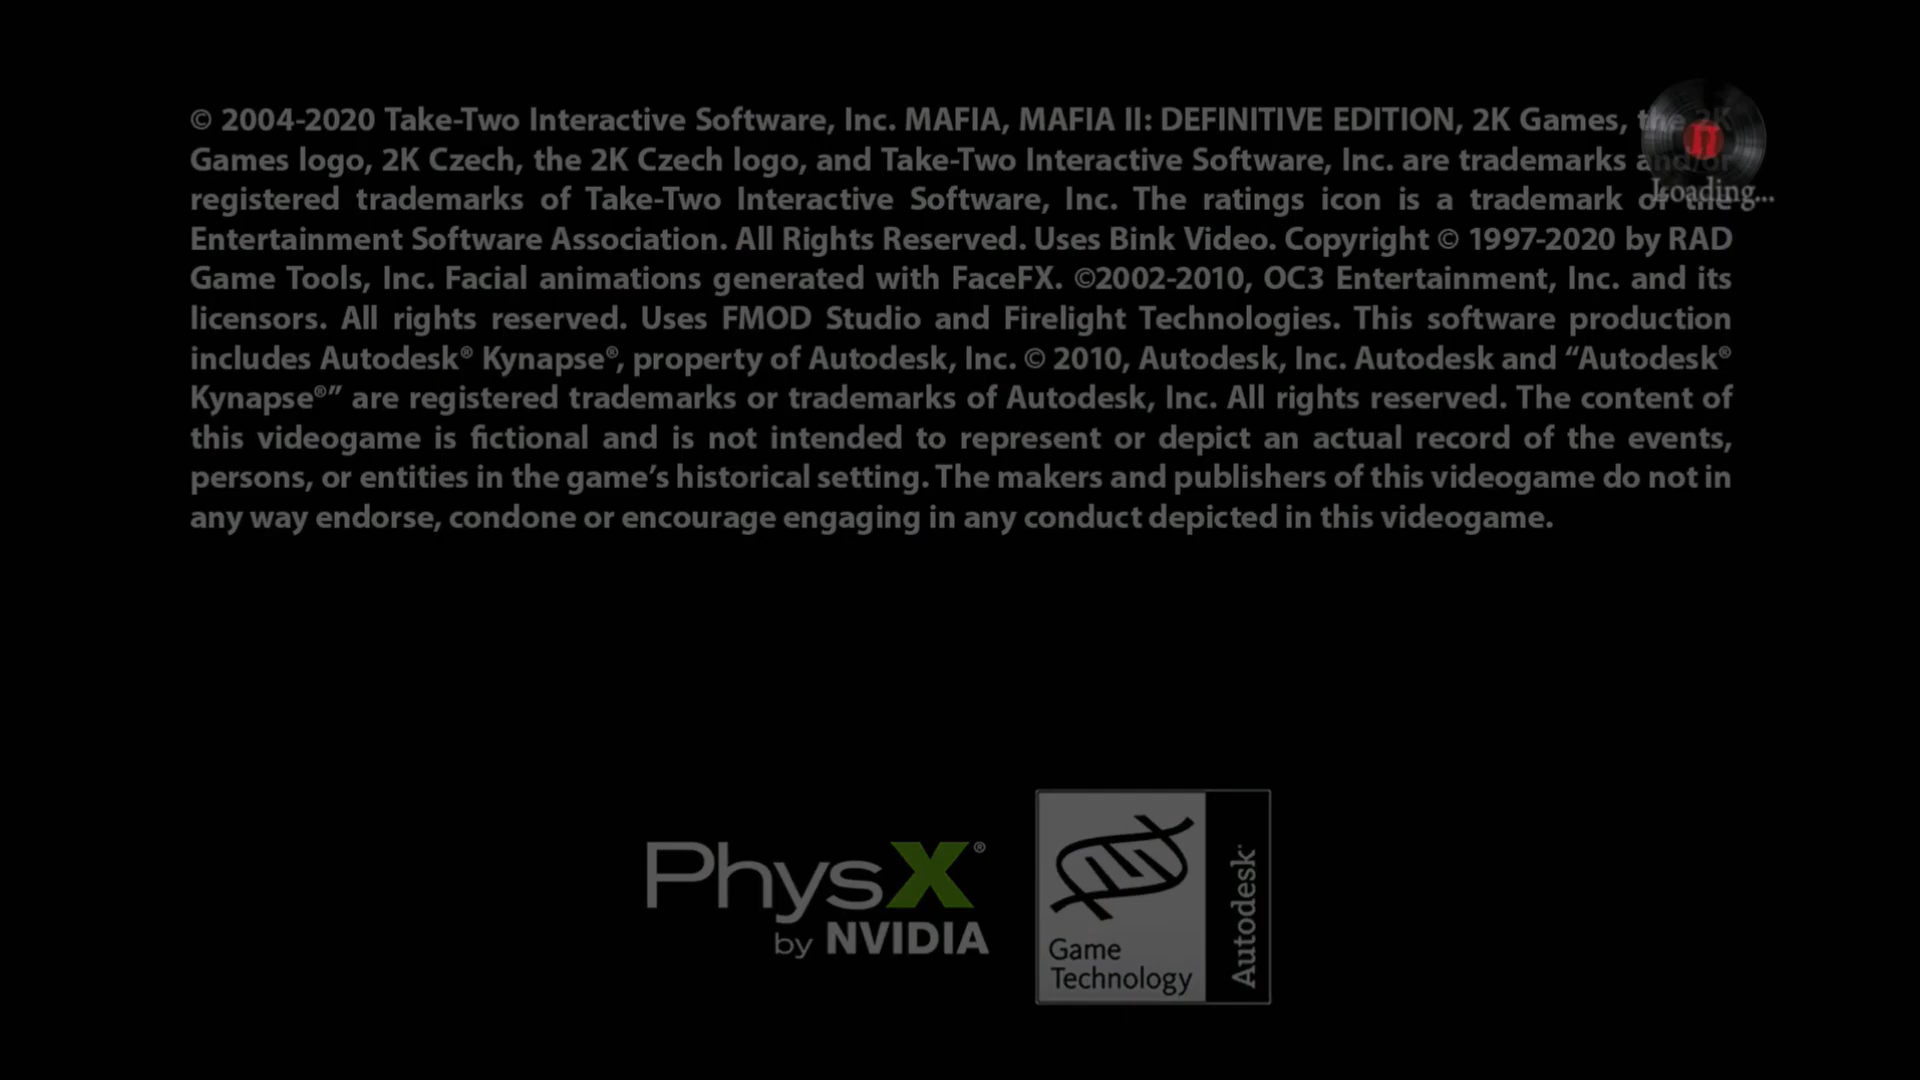 © 2004-2020 Take-Two Interactive Software, Inc. MAFIA, MAFIA II: DEFINITIVE EDITION, 2K Games, the 2K
Games logo, 2K Czech, the 2K Czech logo, and Take-Two Interactive Software, Inc. are trademarks and/or
registered trademarks of Take-Two Interactive Software, Inc. The ratings icon is a trademark of the
Loading...
Entertainment Software Association. All Rights Reserved. Uses Bink Video. Copyright © 1997-2020 by RAD
Game Tools, Inc. Facial animations generated with FaceFX. ©2002-2010, OC3 Entertainment, Inc. and its
licensors. All rights reserved. Uses FMOD Studio and Firelight Technologies. This software production
includes Autodesk® Kynapse®, property of Autodesk, Inc. © 2010, Autodesk, Inc. Autodesk and “Autodesk®
Kynapse®” are registered trademarks or trademarks of Autodesk, Inc. All rights reserved. The content of
this videogame is fictional and is not intended to represent or depict an actual record of the events,
persons, or entities in the game’s historical setting. The makers and publishers of this videogame do not in
any way endorse, condone or encourage engaging in any conduct depicted in this videogame.
PhysX®
by NVIDIA
Game
Technology
Autodesk®